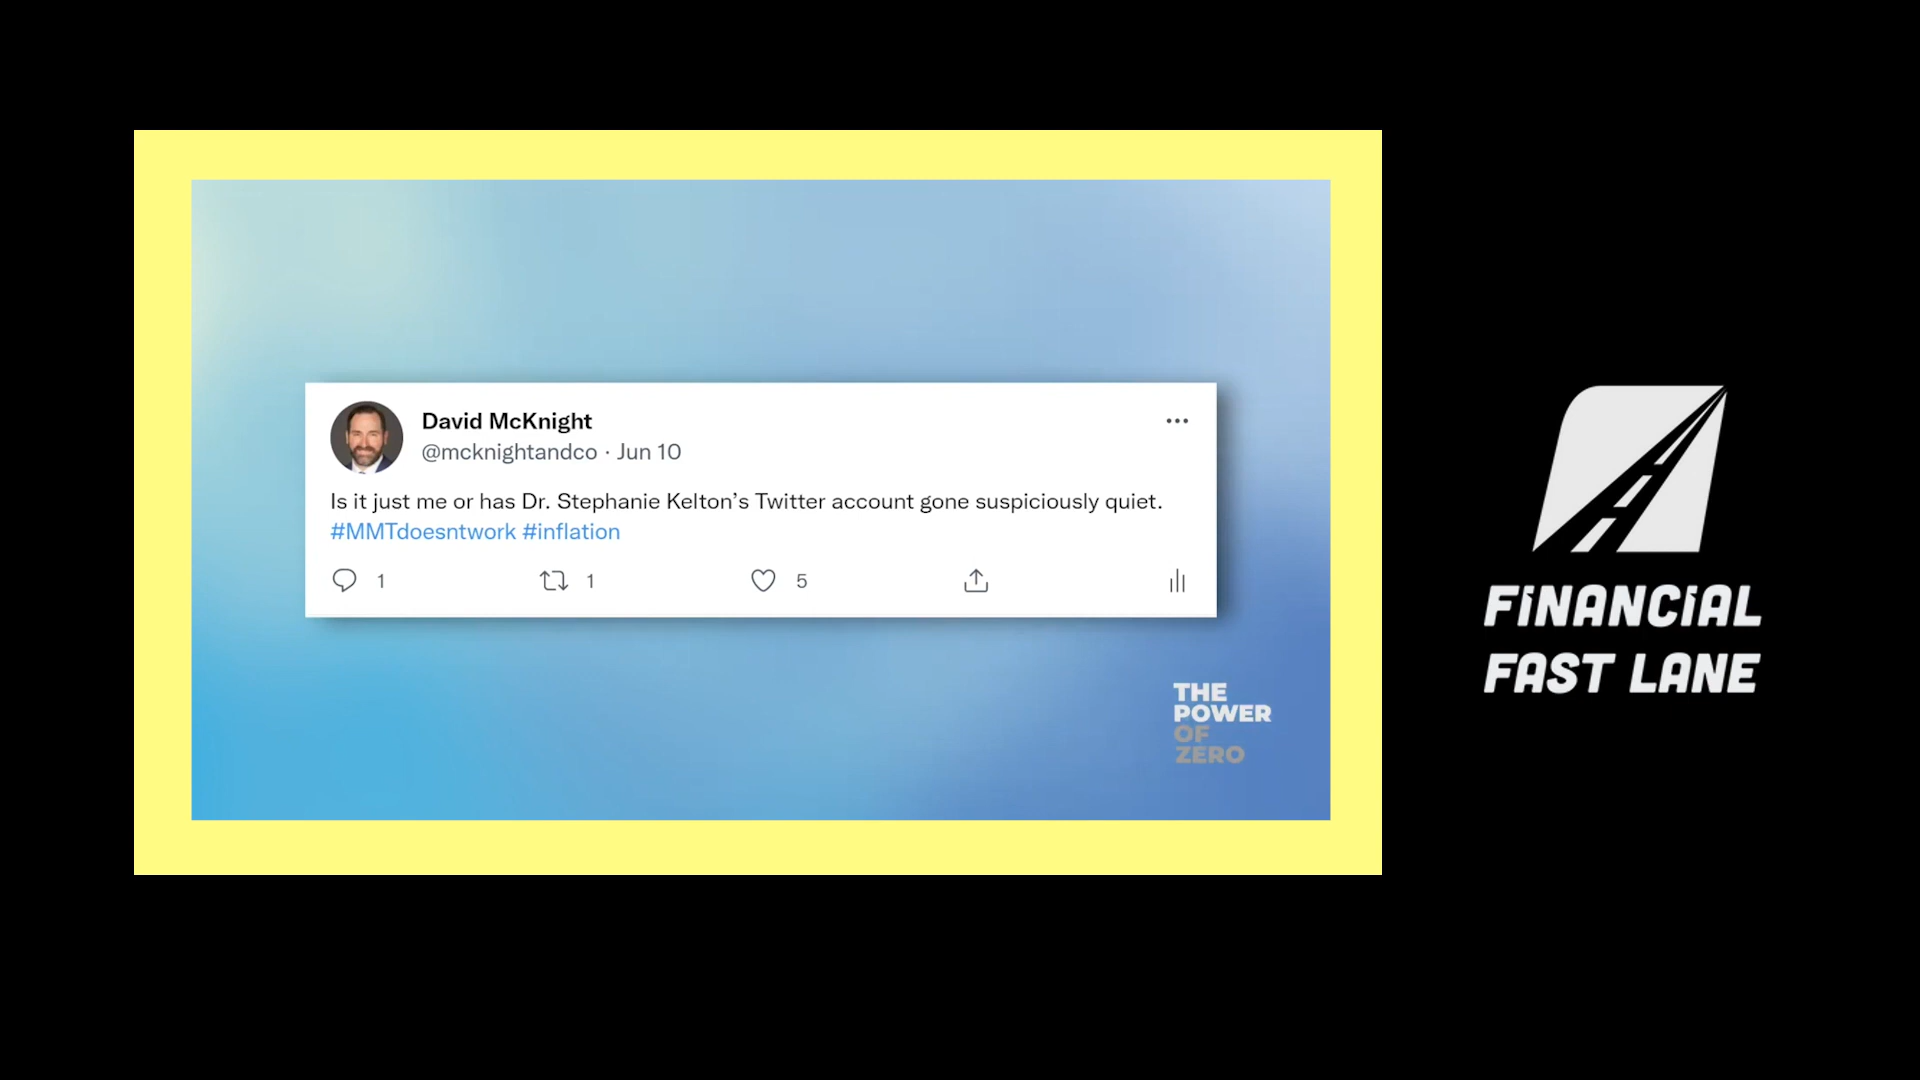 David McKnight
@mcknightandco · Jun 10
Is it just me or has Dr. Stephanie Kelton’s Twitter account gone suspiciously quiet.
#MMTdoesntwork #inflation
1 1 5
THE
POWER
OF
ZERO
FINANCIAL
FAST LANE